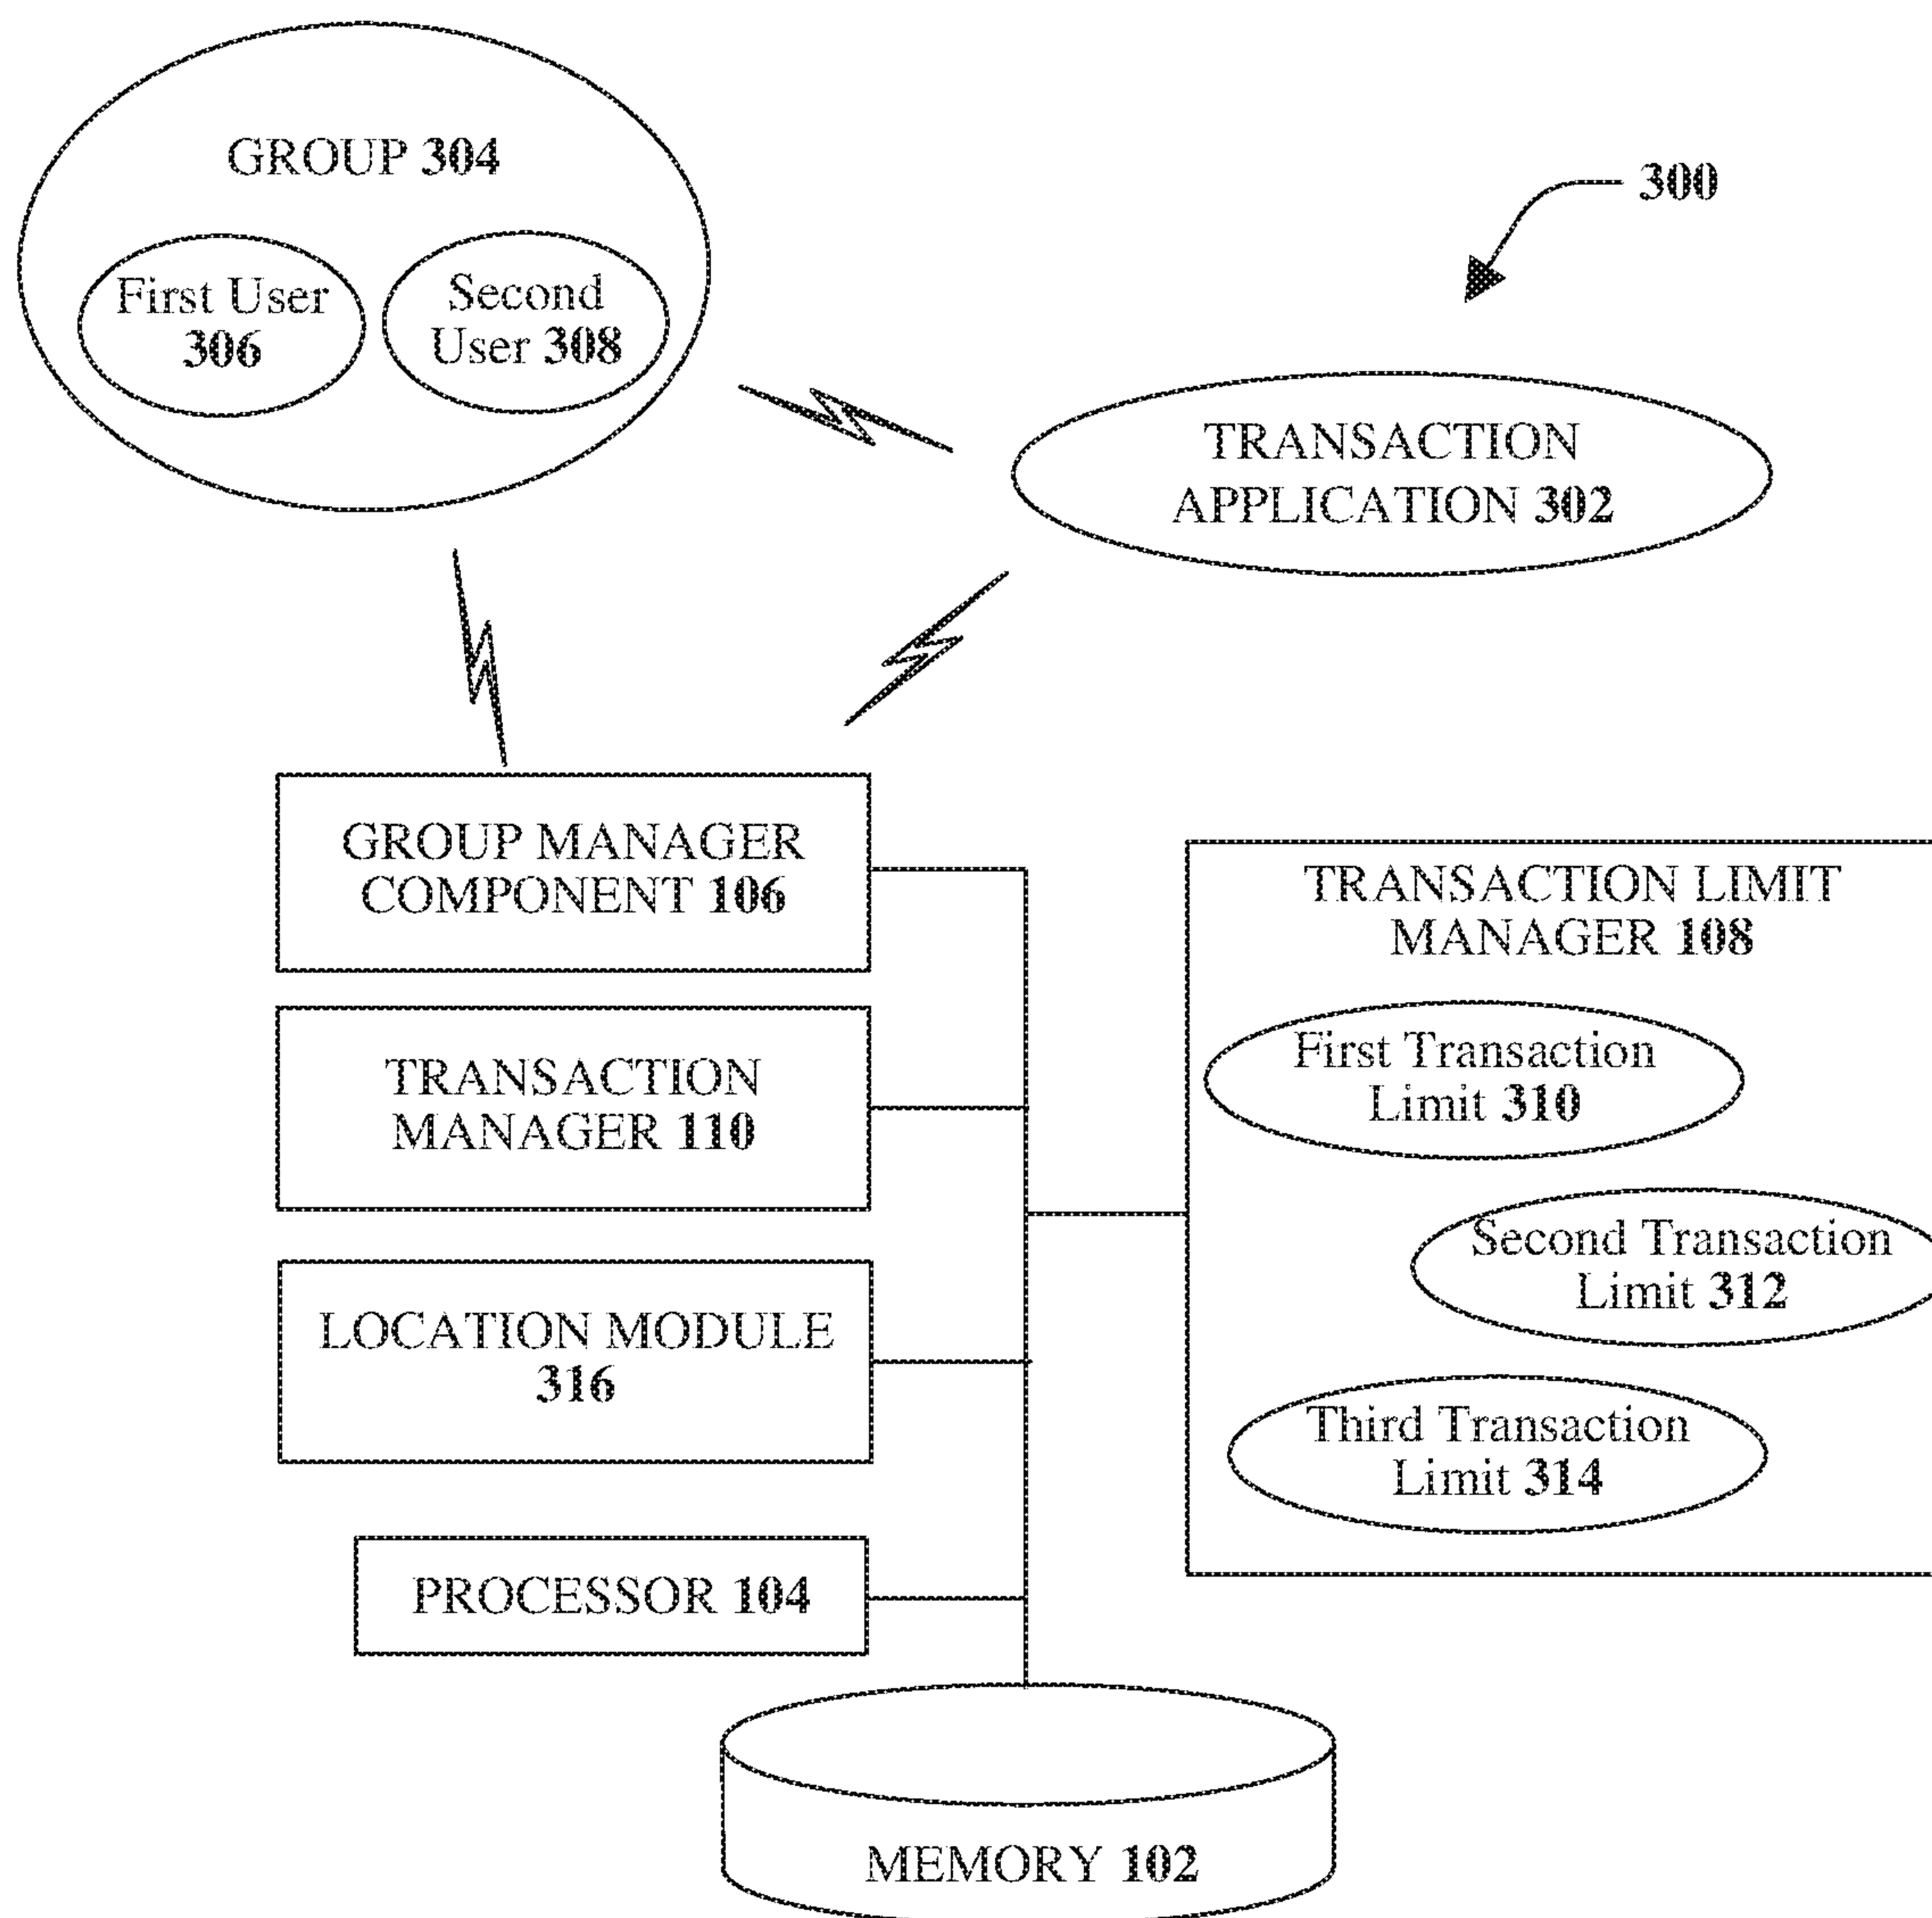 GROUP 304
First User
306
Second
User 308
300
TRANSACTION
APPLICATION 302
GROUP MANAGER
COMPONENT 106
TRANSACTION LIMIT
MANAGER 108
First Transaction
Limit 310
TRANSACTION
MANAGER 110
Second Transaction
Limit 312
LOCATION MODULE
316
Third Transaction
Limit 314
PROCESSOR 104
MEMORY 102